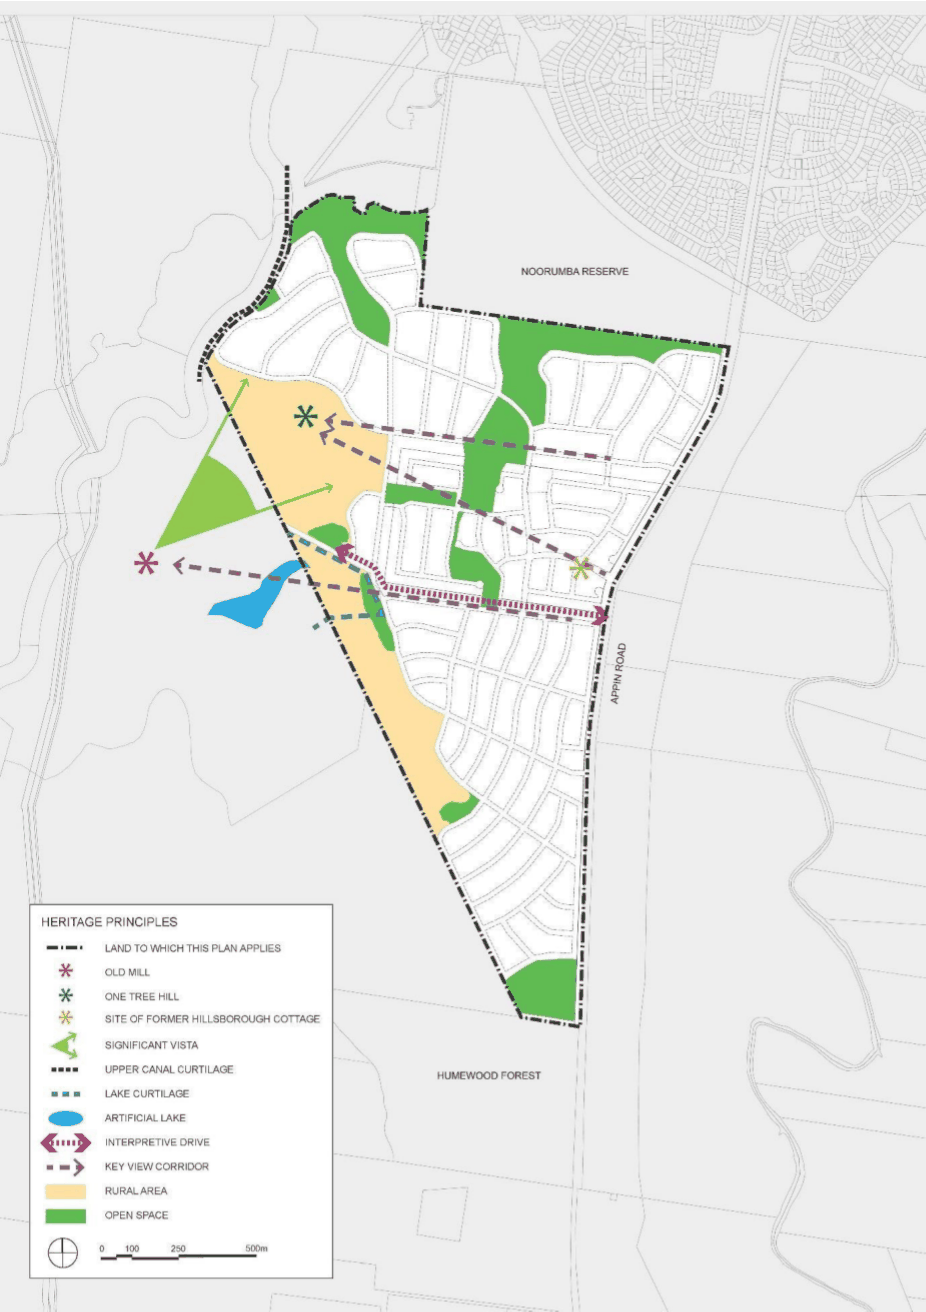 NOORUMBA RESERVE
APPIN ROAD
HUMEWOOD FOREST
HERITAGE PRINCIPLES
LAND TO WHICH THIS PLAN APPLIES
OLD MILL
ONE TREE HILL
SITE OF FORMER HILLSBOROUGH COTTAGE
SIGNIFICANT VISTA
UPPER CANAL CURTILAGE
LAKE CURTILAGE
ARTIFICIAL LAKE
INTERPRETIVE DRIVE
KEY VIEW CORRIDOR
RURAL AREA
OPEN SPACE
0 100 250 500m